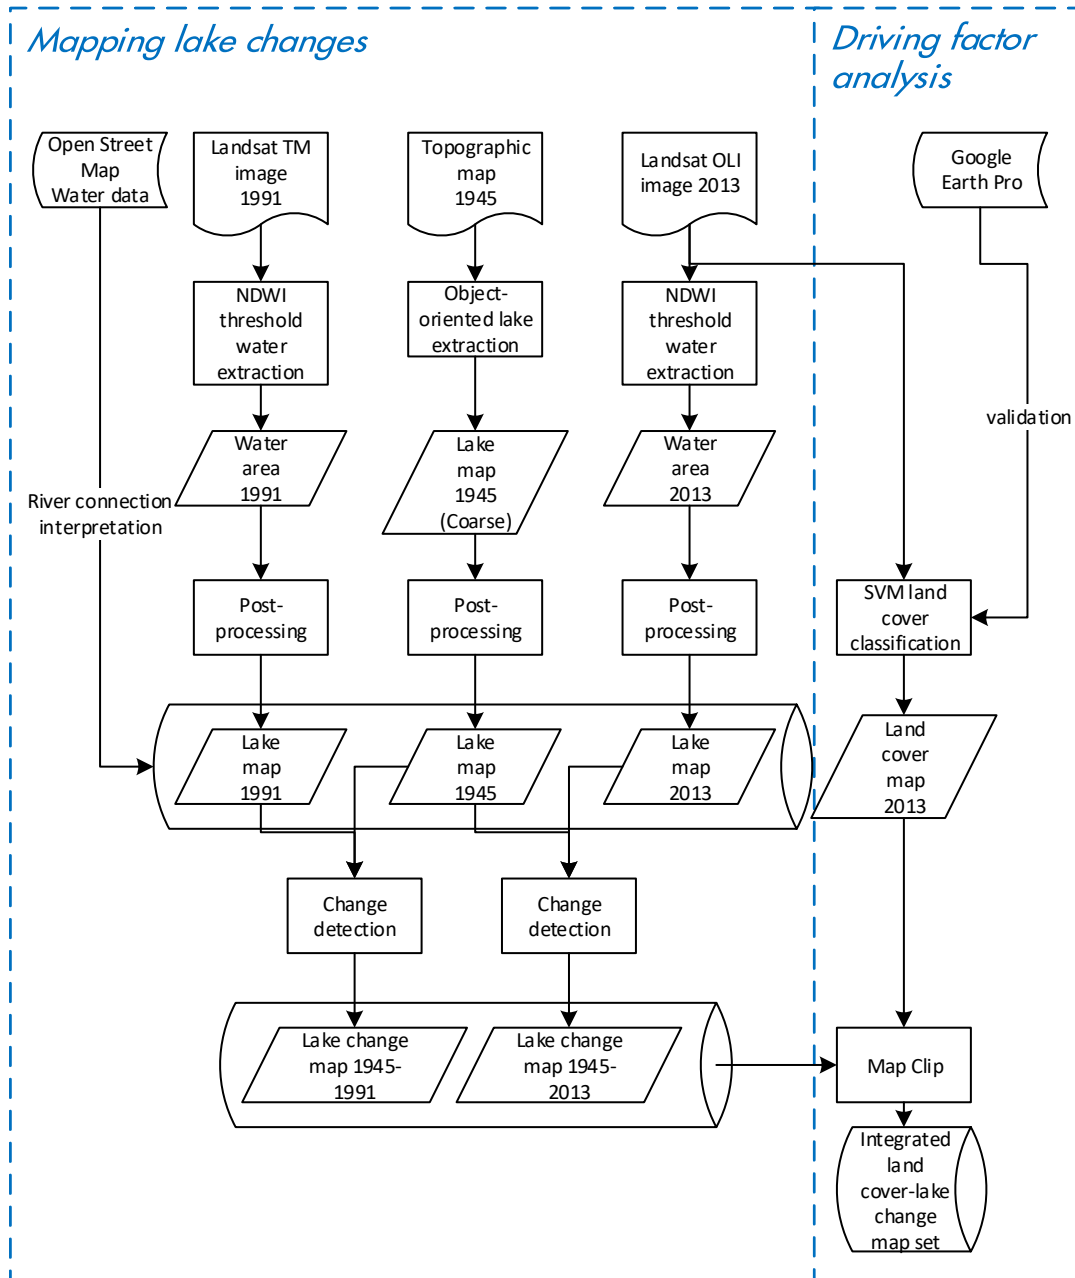 Mapping lake changes
Driving factor
analysis
Open Street
Map
Water data
Landsat TM
image
1991
Topographic
map
1945
Landsat OLI
image 2013
Google
Earth Pro
NDWI
threshold
water
extraction
Object-
oriented lake
extraction
NDWI
threshold
water
extraction
validation
Water
area
1991
Lake
map
1945
(Coarse)
Water
area
2013
River connection
interpretation
Post-
processing
Post-
processing
Post-
processing
SVM land
cover
classification
Lake
map
1991
Lake
map
1945
Lake
map
2013
Land
cover
map
2013
Change
detection
Change
detection
Lake change
map 1945-
1991
Lake change
map 1945-
2013
Map Clip
Integrated
land
cover-lake
change
map set